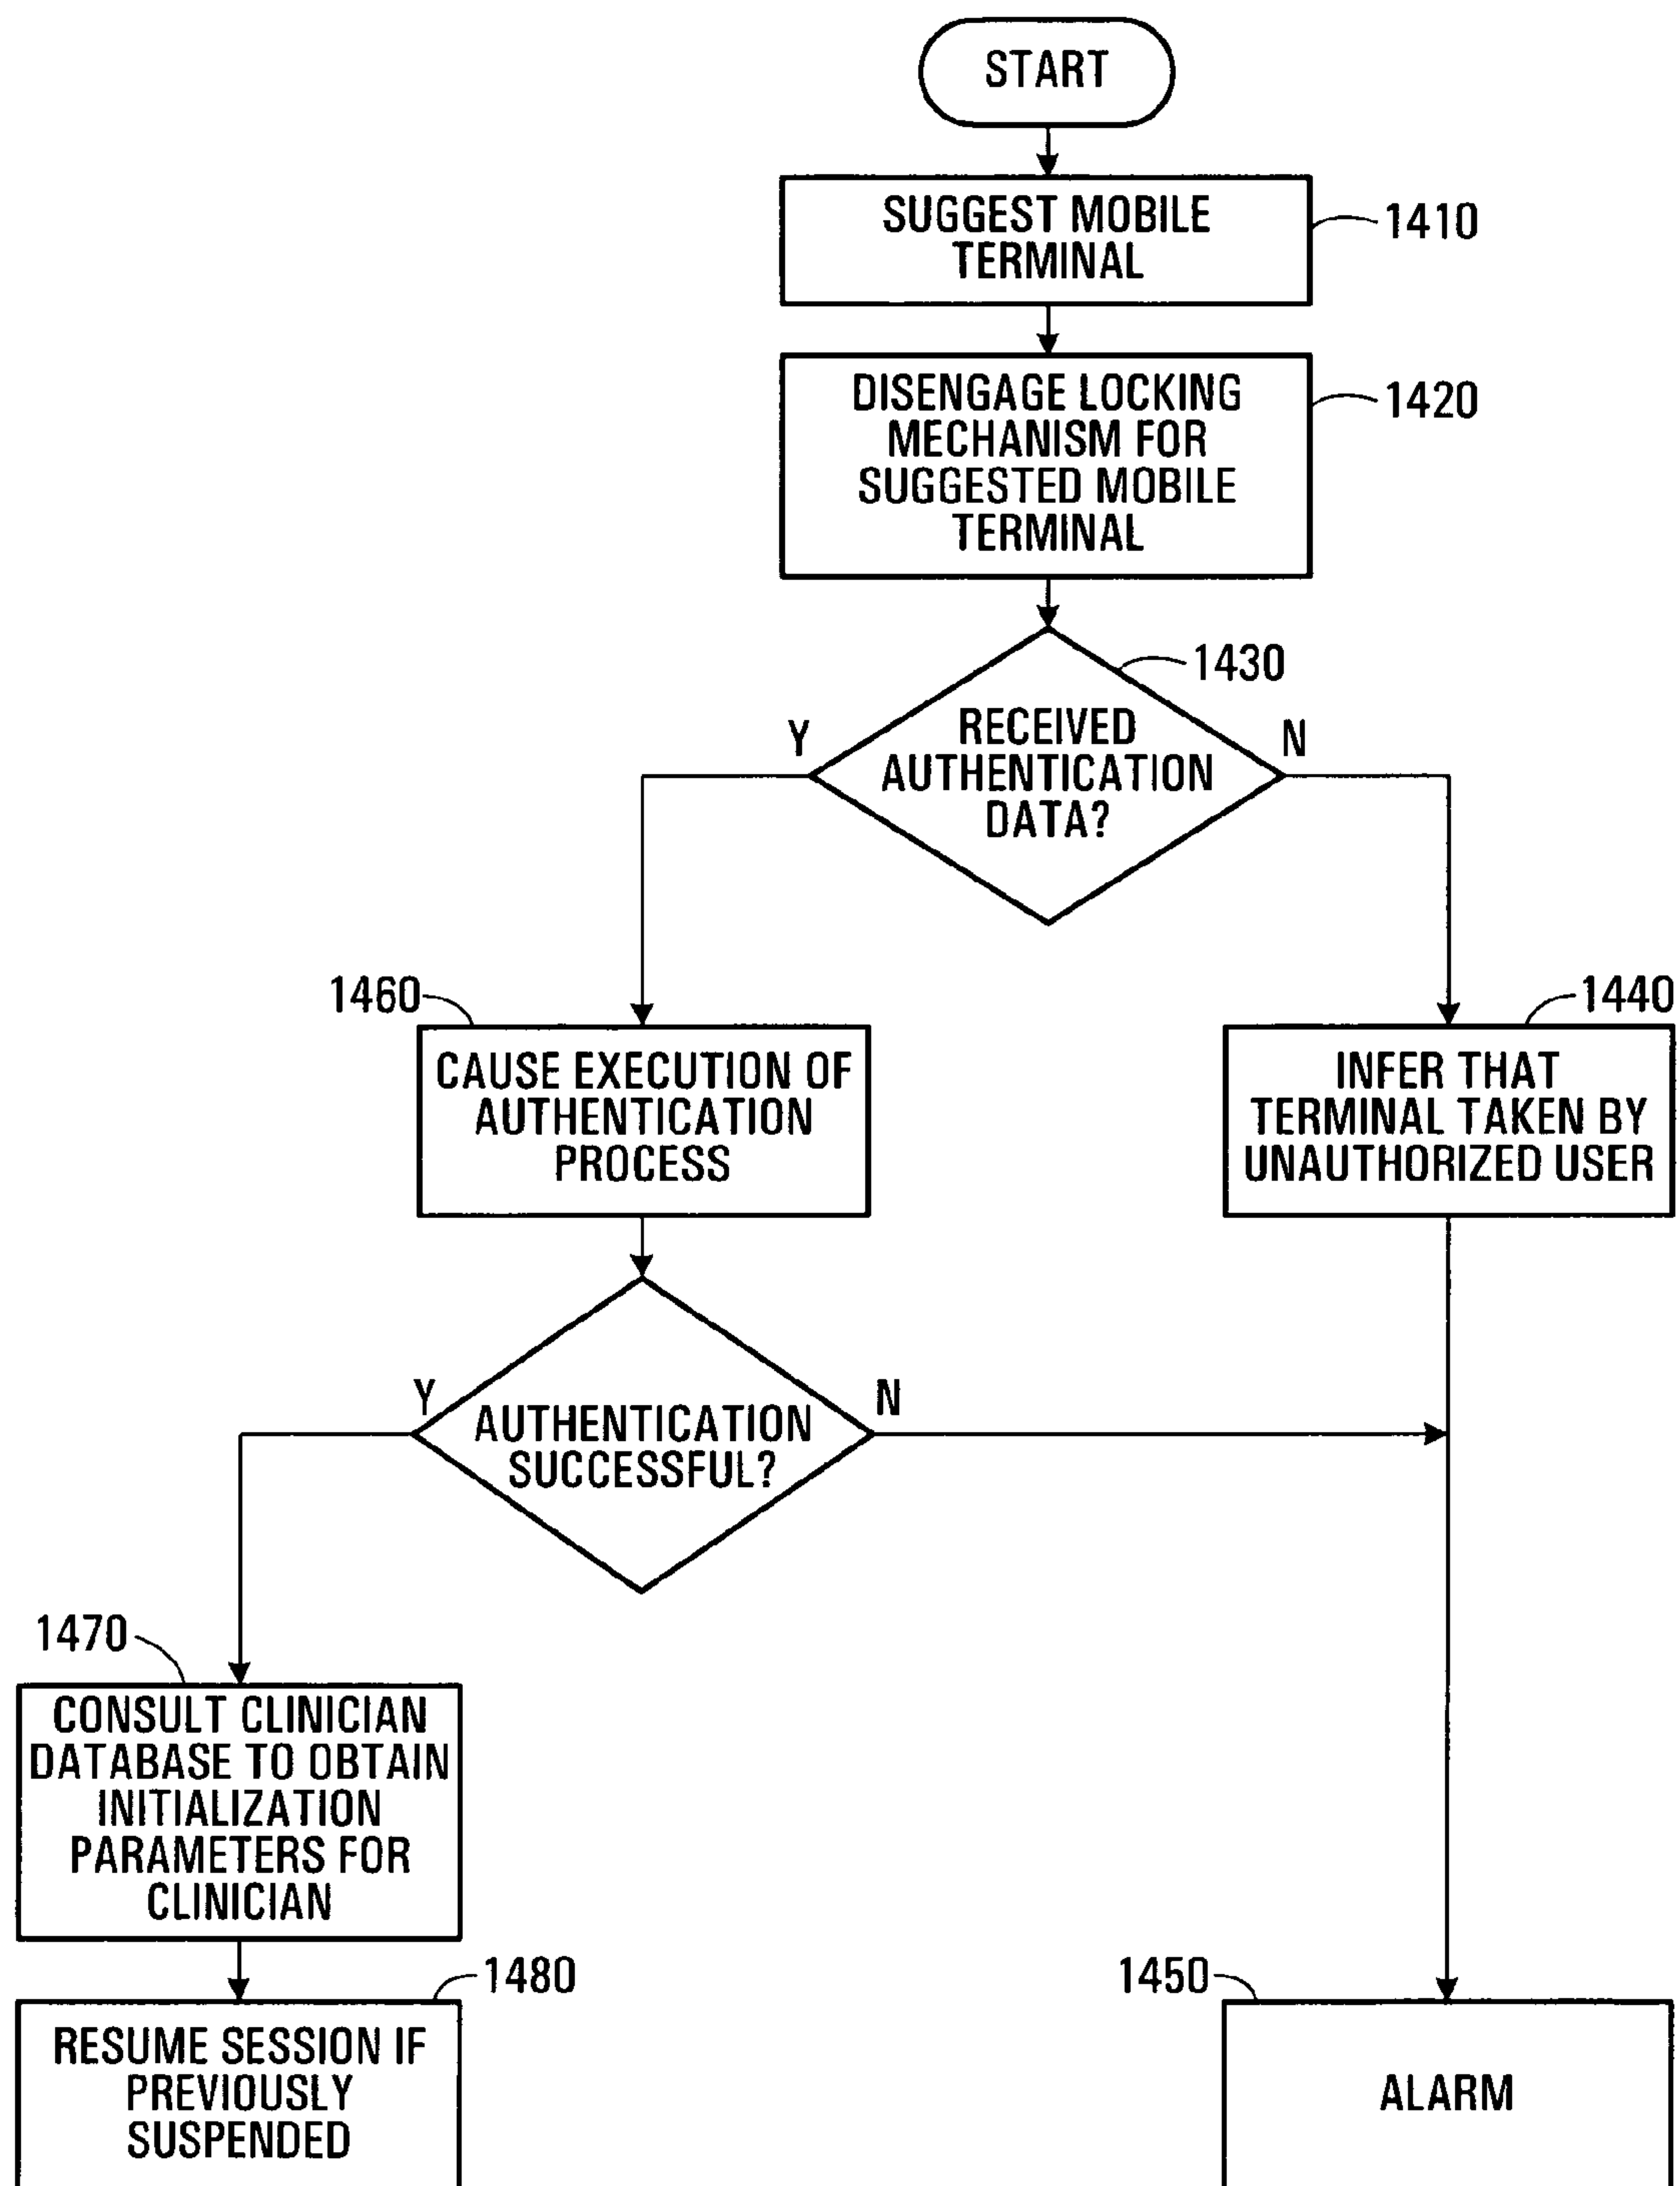 START
SUGGEST MOBILE
TERMINAL
1410
DISENGAGE LOCKING
MECHANISM FOR
SUGGESTED MOBILE
TERMINAL
1420
1430
RECEIVED
AUTHENTICATION
DATA?
Y
N
1460
CAUSE EXECUTION OF
AUTHENTICATION
PROCESS
1440
INFER THAT
TERMINAL TAKEN BY
UNAUTHORIZED USER
Y
N
AUTHENTICATION
SUCCESSFUL?
1470
CONSULT CLINICIAN
DATABASE TO OBTAIN
INITIALIZATION
PARAMETERS FOR
CLINICIAN
1480
RESUME SESSION IF
PREVIOUSLY
SUSPENDED
1450
ALARM